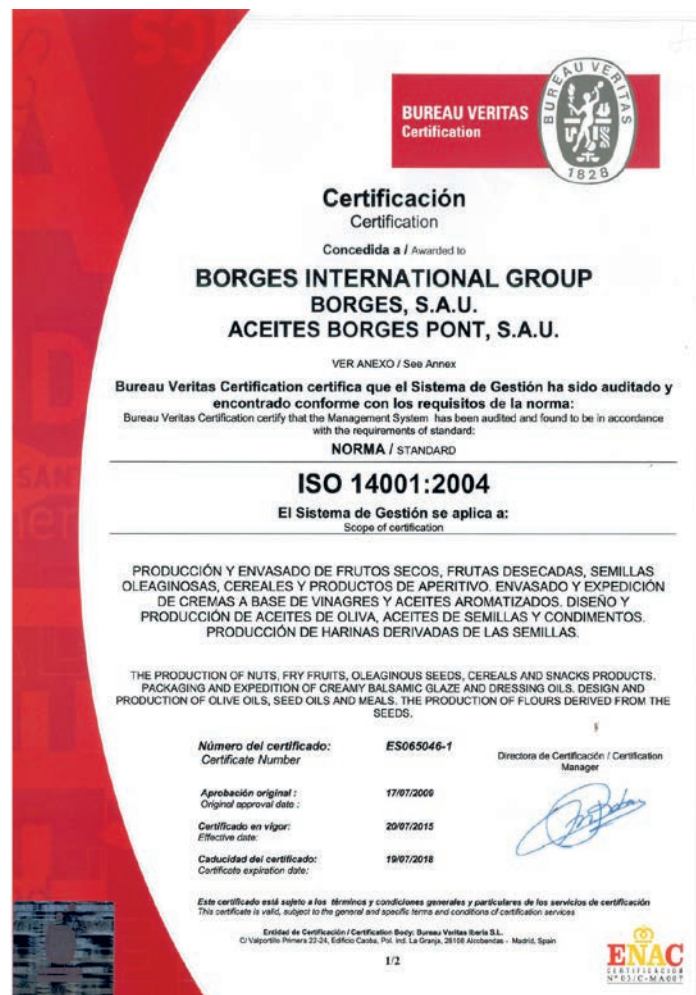 BUREAU VERITAS
Certification
BUREAU VERITAS
1828
Certificación
Certification
Concedida a / Awarded to
BORGES INTERNATIONAL GROUP
BORGES, S.A.U.
ACEITES BORGES PONT, S.A.U.
VER ANEXO / See Annex
Bureau Veritas Certification certifica que el Sistema de Gestión ha sido auditado y
encontrado conforme con los requisitos de la norma:
Bureau Veritas Certification certify that the Management System has been audited and found to be in accordance
with the requirements of standard:
NORMA / STANDARD
ISO 14001:2004
El Sistema de Gestión se aplica a:
Scope of certification
PRODUCCIÓN Y ENVASADO DE FRUTOS SECOS, FRUTAS DESECADAS, SEMILLAS
OLEAGINOSAS, CEREALES Y PRODUCTOS DE APERITIVO. ENVASADO Y EXPEDICIÓN
DE CREMAS A BASE DE VINAGRES Y ACEITES AROMATIZADOS. DISEÑO Y
PRODUCCIÓN DE ACEITES DE OLIVA, ACEITES DE SEMILLAS Y CONDIMENTOS.
PRODUCCIÓN DE HARINAS DERIVADAS DE LAS SEMILLAS.
THE PRODUCTION OF NUTS, FRY FRUITS, OLEAGINOUS SEEDS, CEREALS AND SNACKS PRODUCTS.
PACKAGING AND EXPEDITION OF CREAMY BALSAMIC GLAZE AND DRESSING OILS. DESIGN AND
PRODUCTION OF OLIVE OILS, SEED OILS AND MEALS. THE PRODUCTION OF FLOURS DERIVED FROM THE
SEEDS.
Número del certificado: ES065046-1
Certificate Number
Directora de Certificación / Certification
Manager
Aprobación original : 17/07/2009
Original approval date :
Certificado en vigor: 20/07/2015
Effective date:
Caducidad del certificado: 19/07/2018
Certificate expiration date:
Este certificado está sujeto a los términos y condiciones generales y particulares de los servicios de certificación
This certificate is valid, subject to the general and specific terms and conditions of certification services
Entidad de Certificación / Certification Body: Bureau Veritas Iberia S.L.
C/ Valportillo Primera 22-24, Edificio Caoba, Pol. Ind. La Granja, 28108 Alcobendas - Madrid, Spain
1/2
ENAC
CERTIFICACIÓN
Nº 03/C-MA007